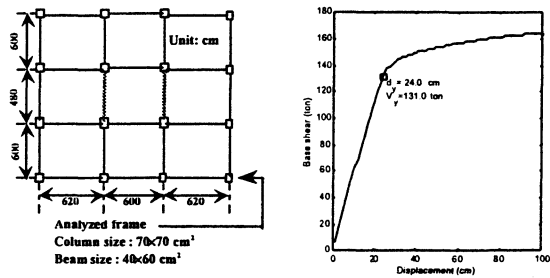 600
480
600
Unit: cm
620
600
620
Analyzed frame
Column size : 70×70 cm²
Beam size : 40×60 cm²
180
160
140
120
100
80
60
40
20
0
Base shear (ton)
d_y = 24.0 cm
V_y = 131.0 ton
0
20
40
60
80
100
Displacement (cm)